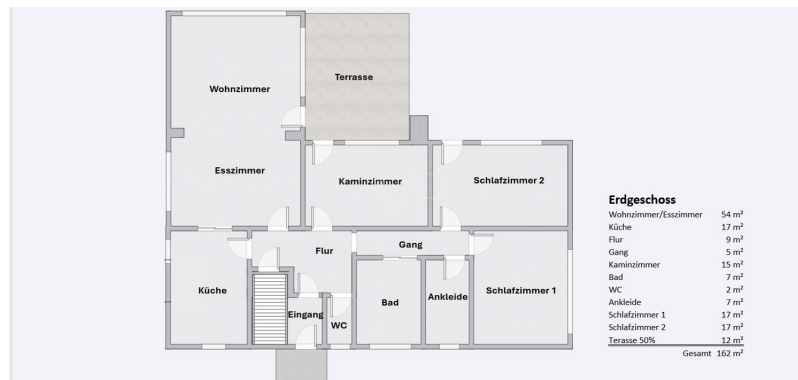 Wohnzimmer
Terrasse
Esszimmer
Kaminzimmer
Schlafzimmer 2
Flur
Gang
Küche
Eingang
WC
Bad
Ankleide
Schlafzimmer 1
Erdgeschoss
Wohnzimmer/Esszimmer 54 m²
Küche 17 m²
Flur 9 m²
Gang 5 m²
Kaminzimmer 15 m²
Bad 7 m²
WC 2 m²
Ankleide 7 m²
Schlafzimmer 1 17 m²
Schlafzimmer 2 17 m²
Terasse 50% 12 m²
Gesamt 162 m²